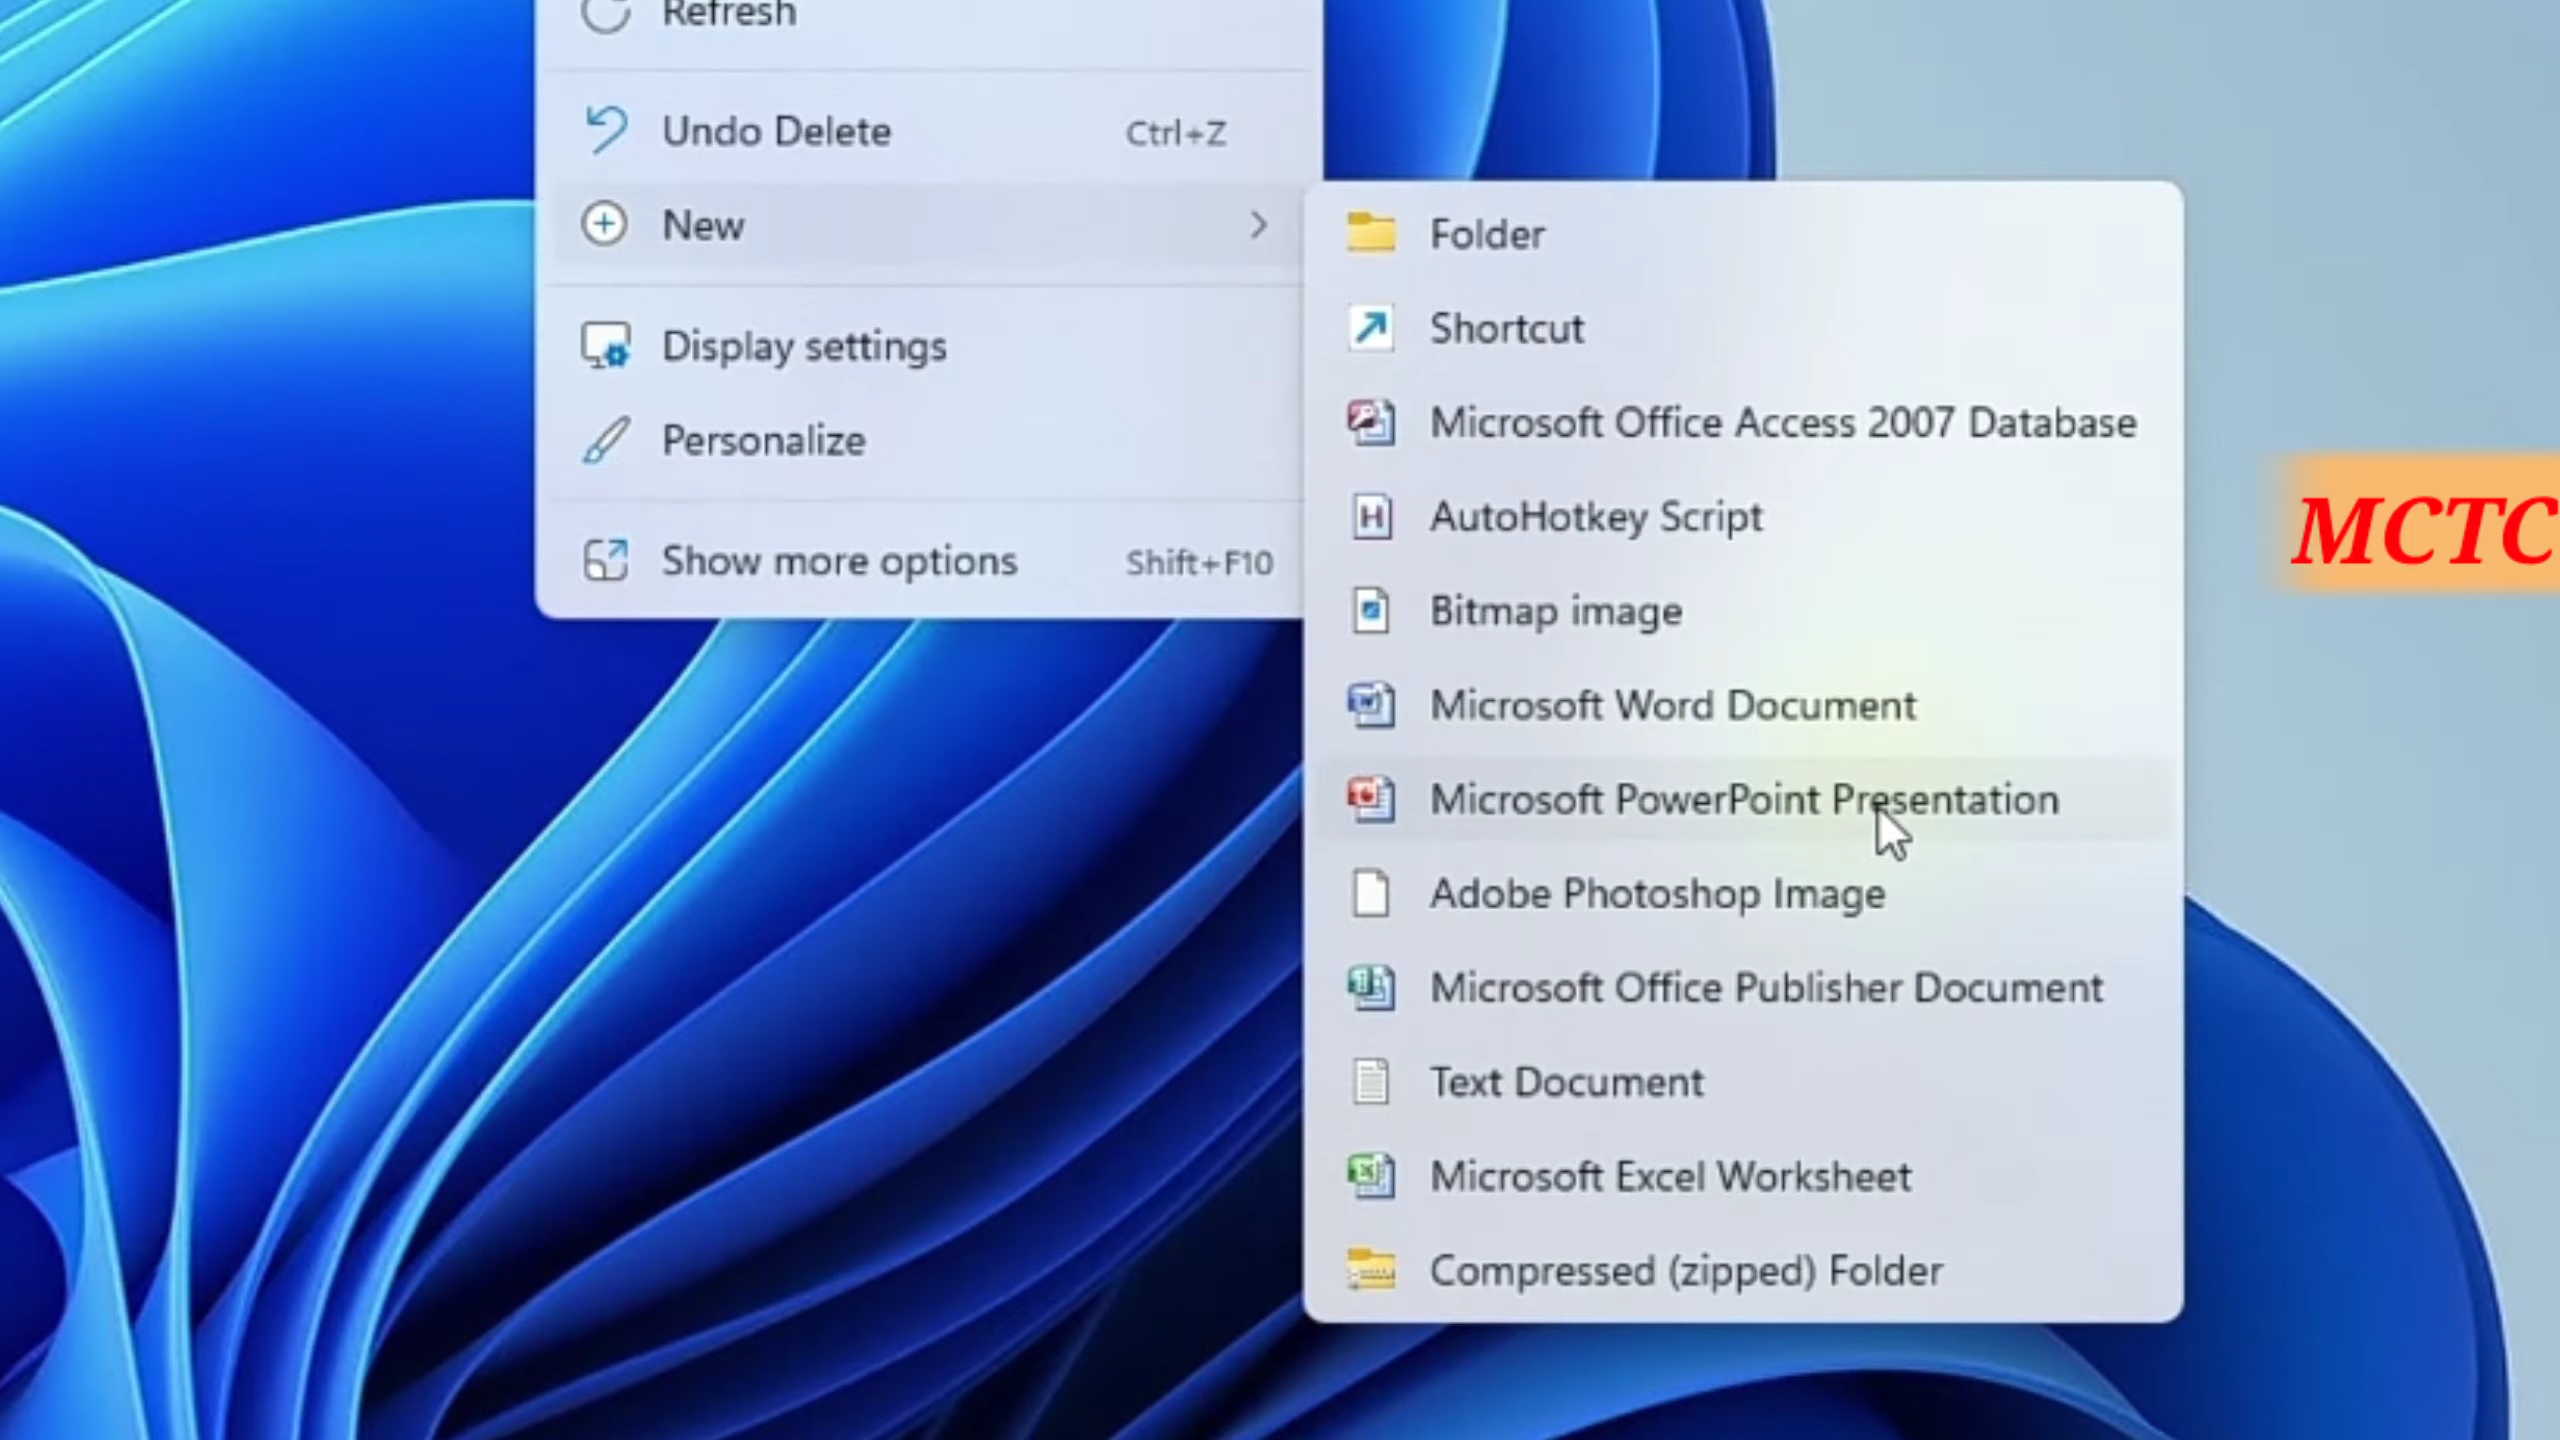 Refresh
Undo Delete Ctrl+Z
New
Display settings
Personalize
Show more options Shift+F10
Folder
Shortcut
Microsoft Office Access 2007 Database
AutoHotkey Script
Bitmap image
Microsoft Word Document
Microsoft PowerPoint Presentation
Adobe Photoshop Image
Microsoft Office Publisher Document
Text Document
Microsoft Excel Worksheet
Compressed (zipped) Folder
MCTC